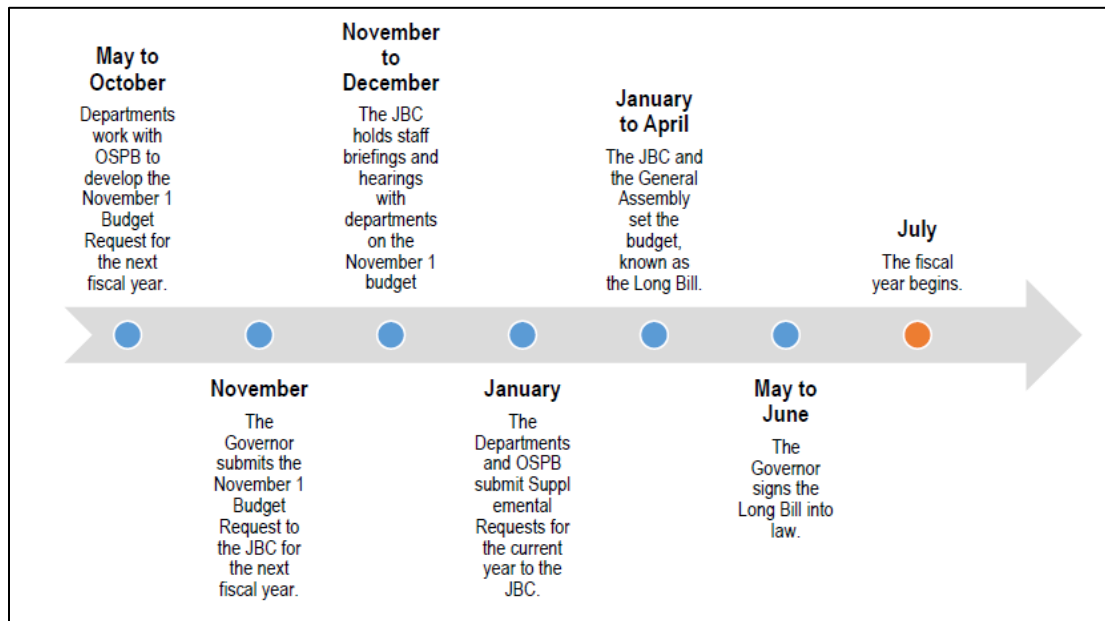 May to
October
Departments
work with
OSPB to
develop the
November 1
Budget
Request for
the next
fiscal year.
November
The
Governor
submits the
November 1
Budget
Request to
the JBC for
the next
fiscal year.
November
to
December
The JBC
holds staff
briefings and
hearings
with
departments
on the
November 1
budget
January
The
Departments
and OSPB
submit Suppl
emental
Requests for
the current
year to the
JBC.
January
to April
The JBC and
the General
Assembly
set the
budget,
known as
the Long Bill.
May to
June
The
Governor
signs the
Long Bill into
law.
July
The fiscal
year begins.